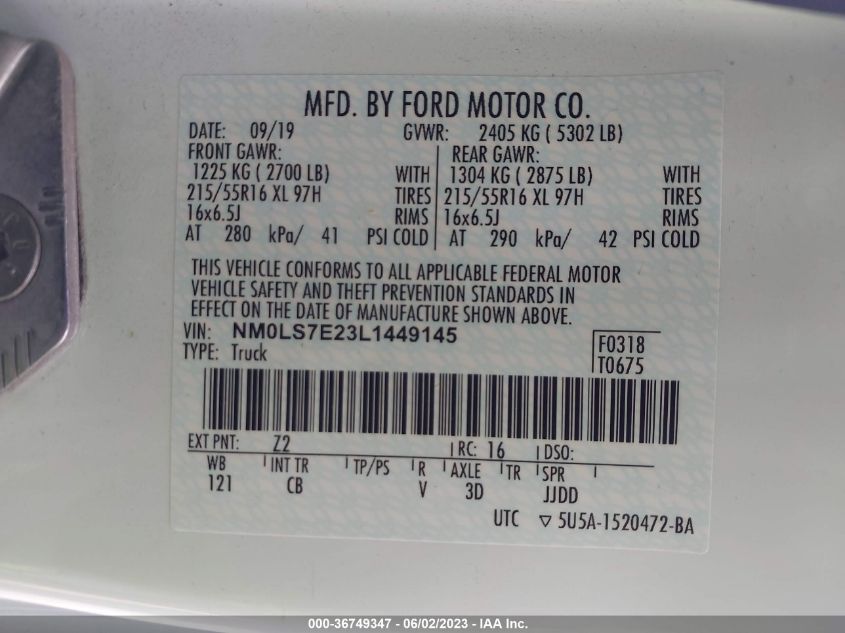 MFD. BY FORD MOTOR CO.
DATE: 09/19 GVWR: 2405 KG ( 5302 LB)
FRONT GAWR: REAR GAWR:
1225 KG ( 2700 LB) WITH 1304 KG ( 2875 LB) WITH
215/55R16 XL 97H TIRES 215/55R16 XL 97H TIRES
16x6.5J RIMS 16x6.5J RIMS
AT 280 kPa/ 41 PSI COLD AT 290 kPa/ 42 PSI COLD
THIS VEHICLE CONFORMS TO ALL APPLICABLE FEDERAL MOTOR
VEHICLE SAFETY AND THEFT PREVENTION STANDARDS IN
EFFECT ON THE DATE OF MANUFACTURE SHOWN ABOVE.
VIN: NM0LS7E23L1449145
TYPE: Truck
F0318
T0675
EXT PNT: Z2 RC: 16 DSO:
WB INT TR TP/PS R AXLE TR SPR
121 CB V 3D JJDD
UTC ▽ 5U5A-1520472-BA
000-36749347 - 06/02/2023 - IAA Inc.